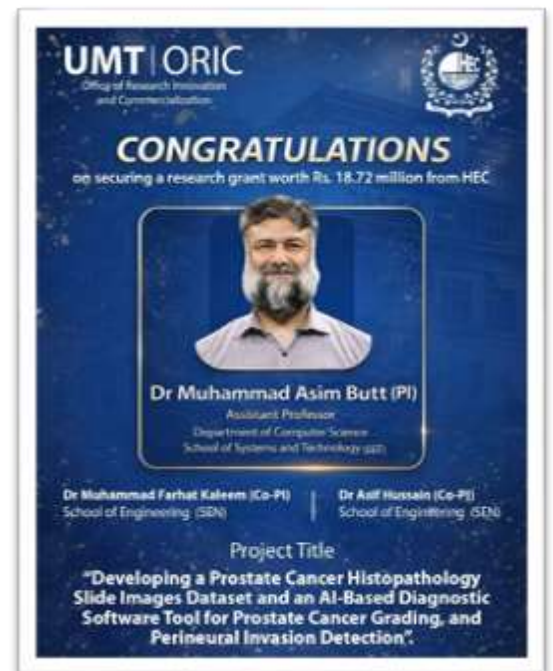 UMT | ORIC
Office of Research Innovation
and Commercialization
HEC
CONGRATULATIONS
on securing a research grant worth Rs. 18.72 million from HEC
Dr Muhammad Asim Butt (PI)
Assistant Professor
Department of Computer Science
School of Systems and Technology (SST)
Dr Muhammad Farhat Kaleem (Co-PI)
School of Engineering (SEN)
Dr Asif Hussain (Co-PI)
School of Engineering (SEN)
Project Title
"Developing a Prostate Cancer Histopathology
Slide Images Dataset and an AI-Based Diagnostic
Software Tool for Prostate Cancer Grading, and
Perineural Invasion Detection".